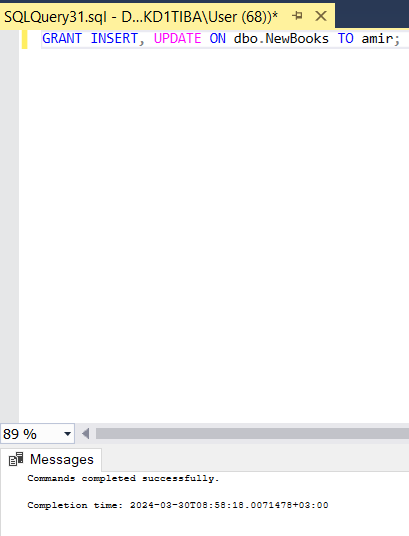 SQLQuery31.sql - D...KD1TIBA\User (68))*
GRANT INSERT, UPDATE ON dbo.NewBooks TO amir;
89 %
Messages
Commands completed successfully.
Completion time: 2024-03-30T08:58:18.0071478+03:00